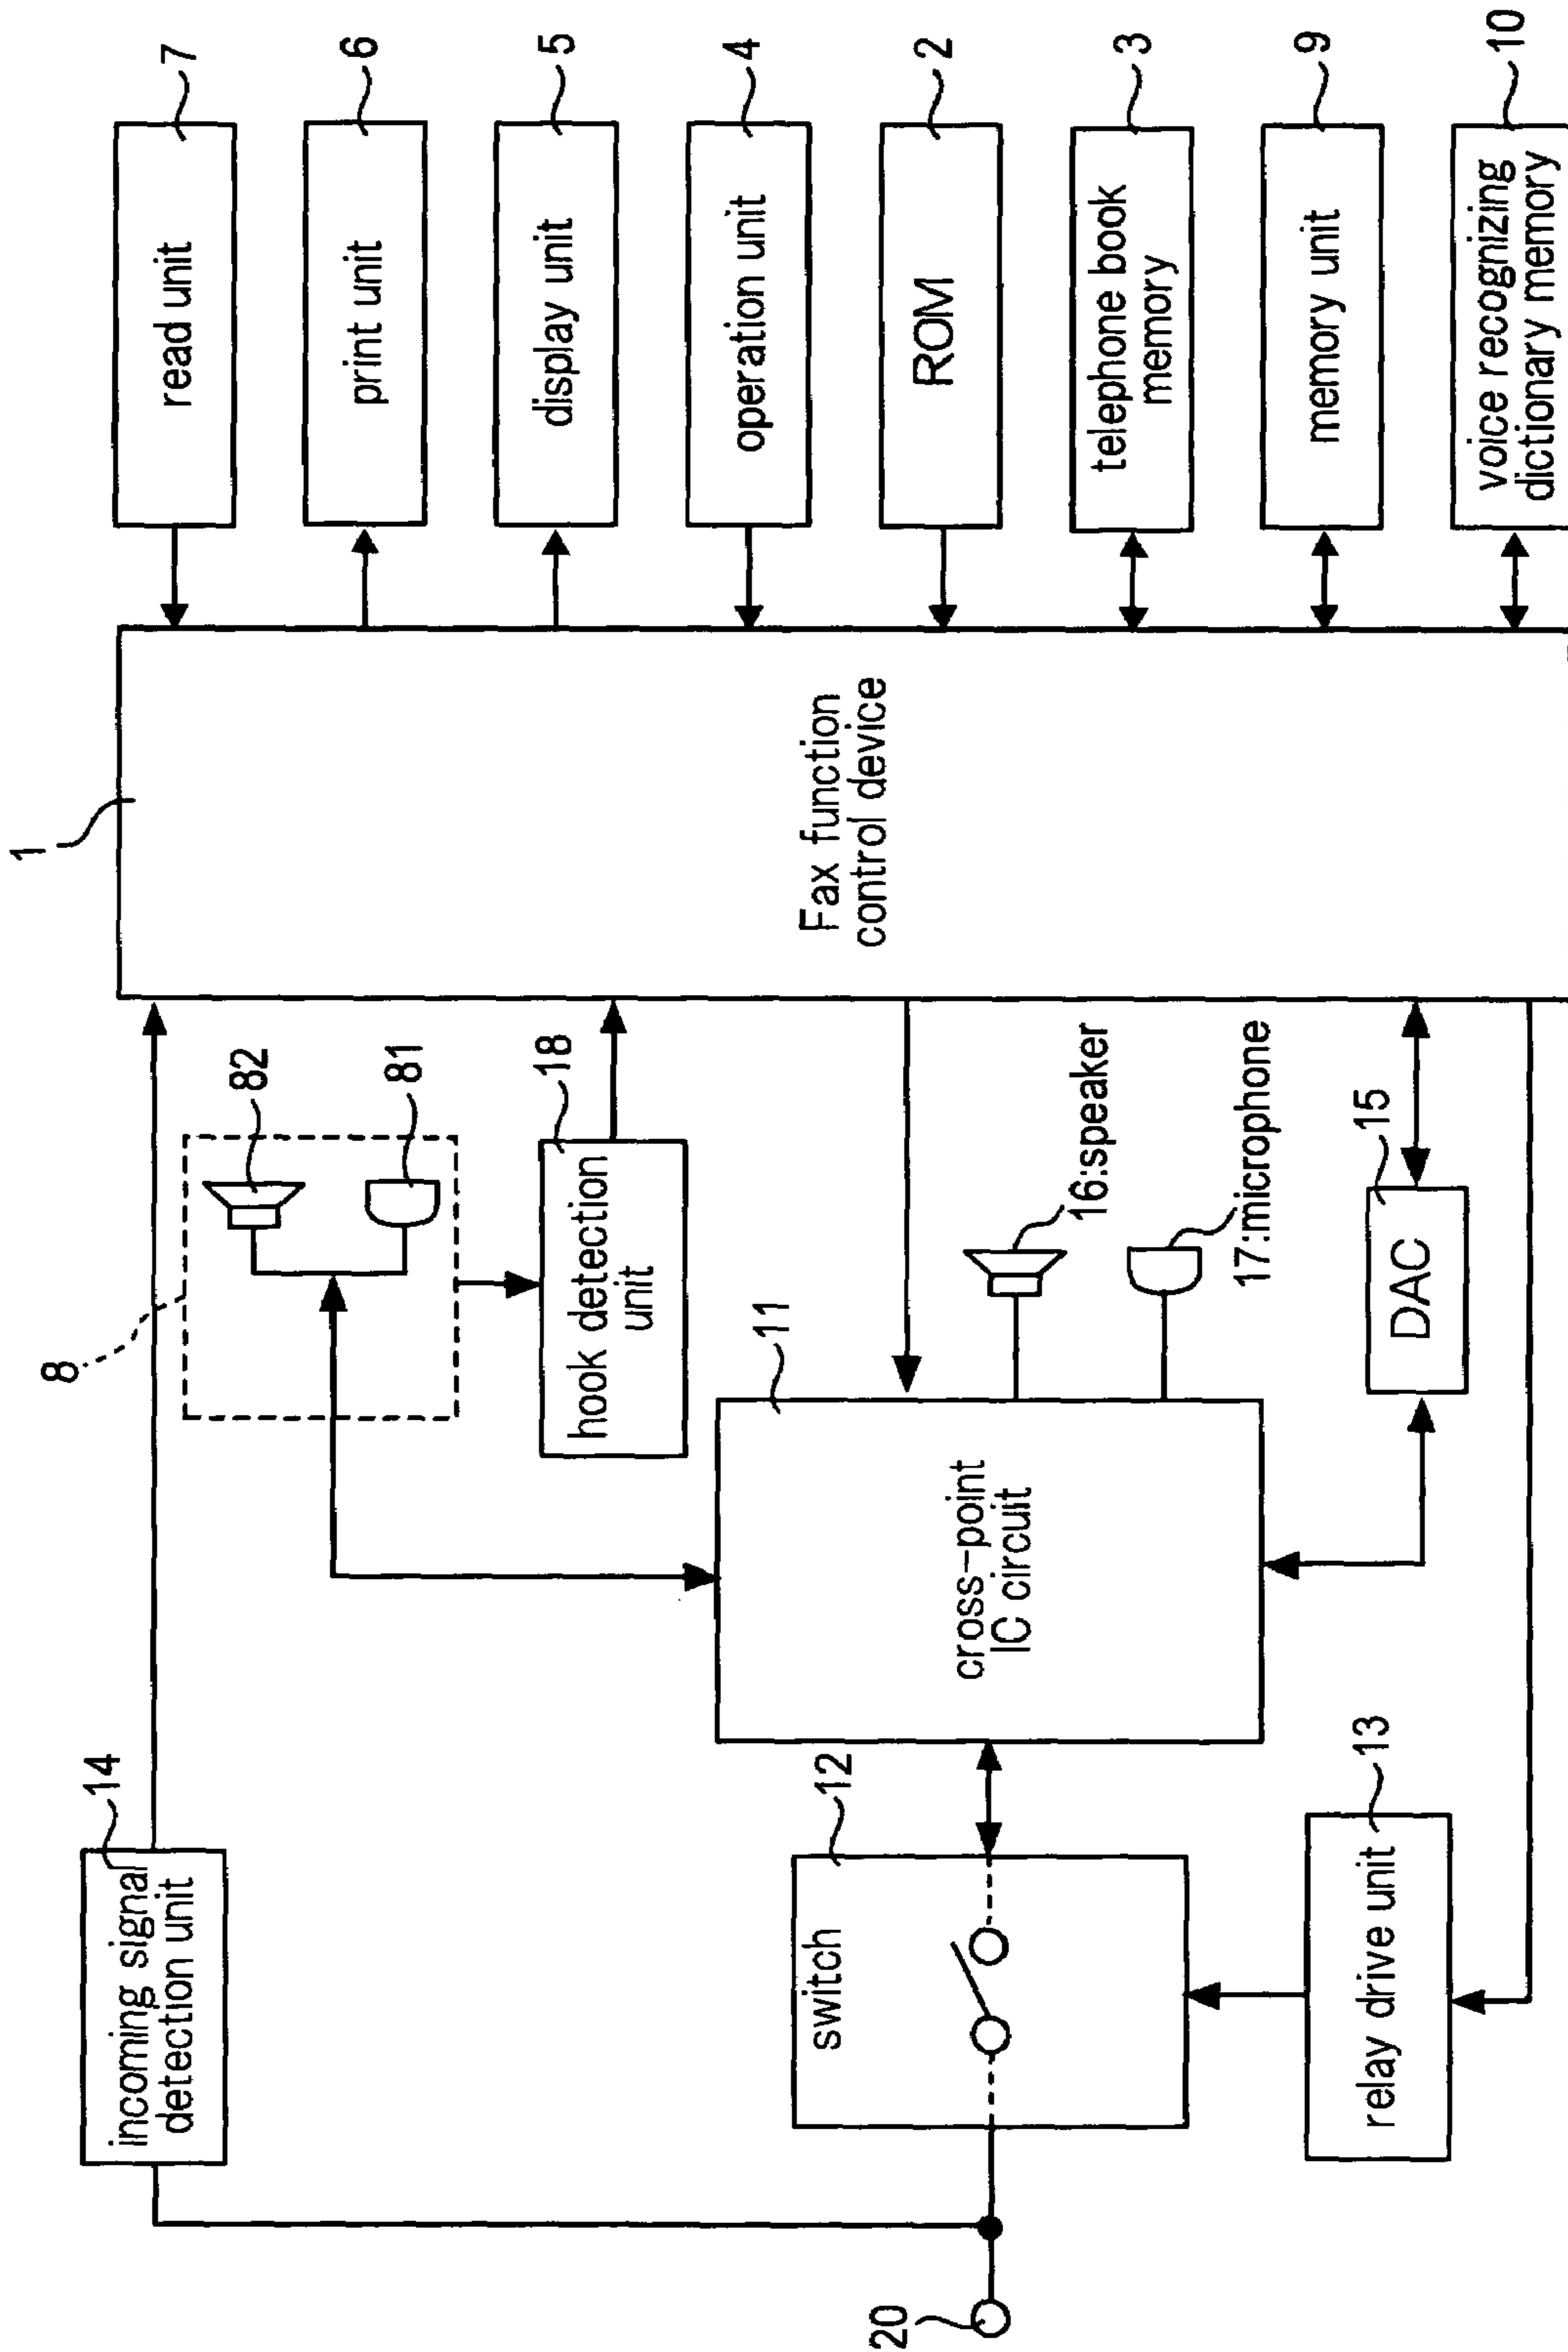 14
incoming signal
detection unit
8
82
81
18
hook detection
unit
1
Fax function
control device
7
read unit
6
print unit
5
display unit
4
operation unit
2
ROM
3
telephone book
memory
9
memory unit
10
voice recognizing
dictionary memory
11
cross-point
IC circuit
16:speaker
17:microphone
15
DAC
12
switch
13
relay drive unit
20